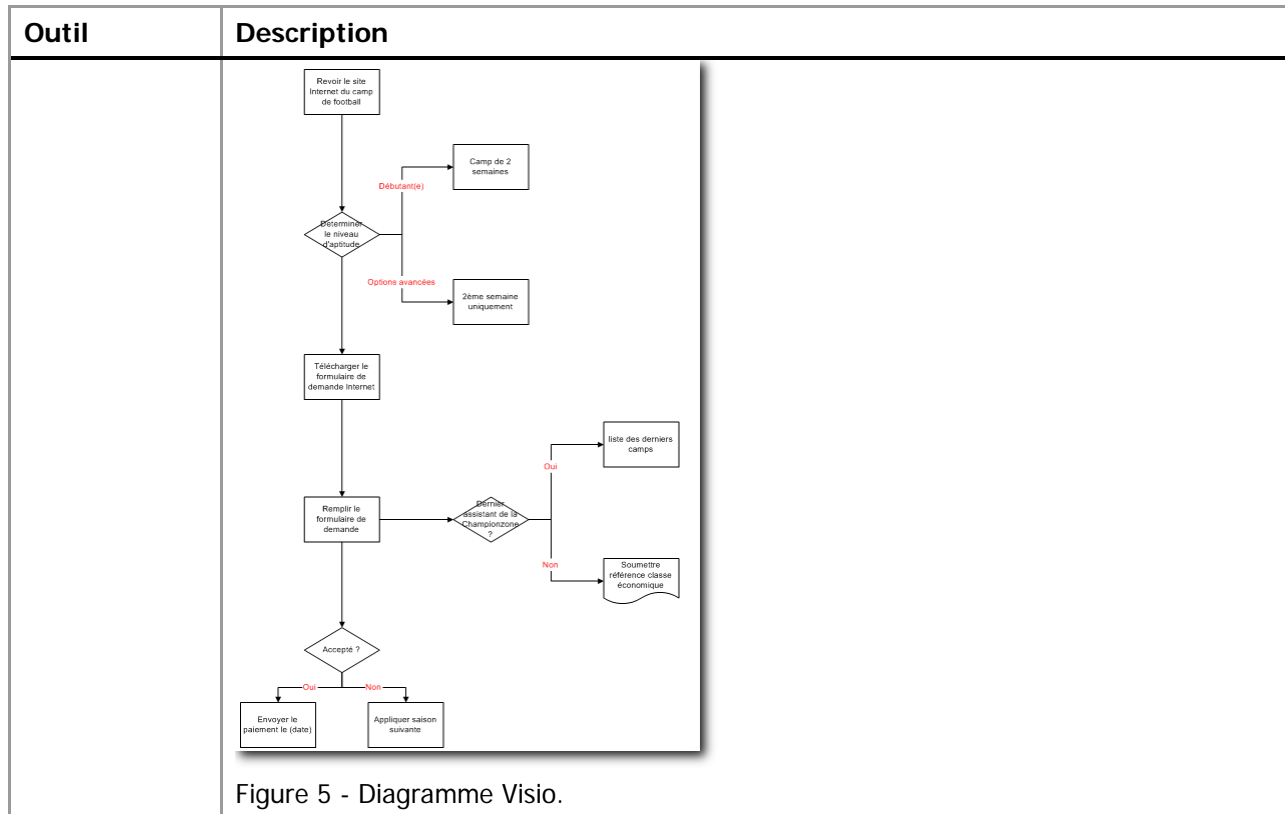 Outil
Description
Revoir le site
Internet du camp
de football
Camp de 2
semaines
Débutant(e)
Déterminer
le niveau
d'aptitude
Options avancées
2ème semaine
uniquement
Télécharger le
formulaire de
demande Internet
liste des derniers
camps
Oui
Remplir le
formulaire de
demande
Dernier
assistant de la
Championzone
?
Non
Soumettre
référence classe
économique
Accepté ?
Oui
Non
Envoyer le
paiement le (date)
Appliquer saison
suivante
Figure 5 - Diagramme Visio.